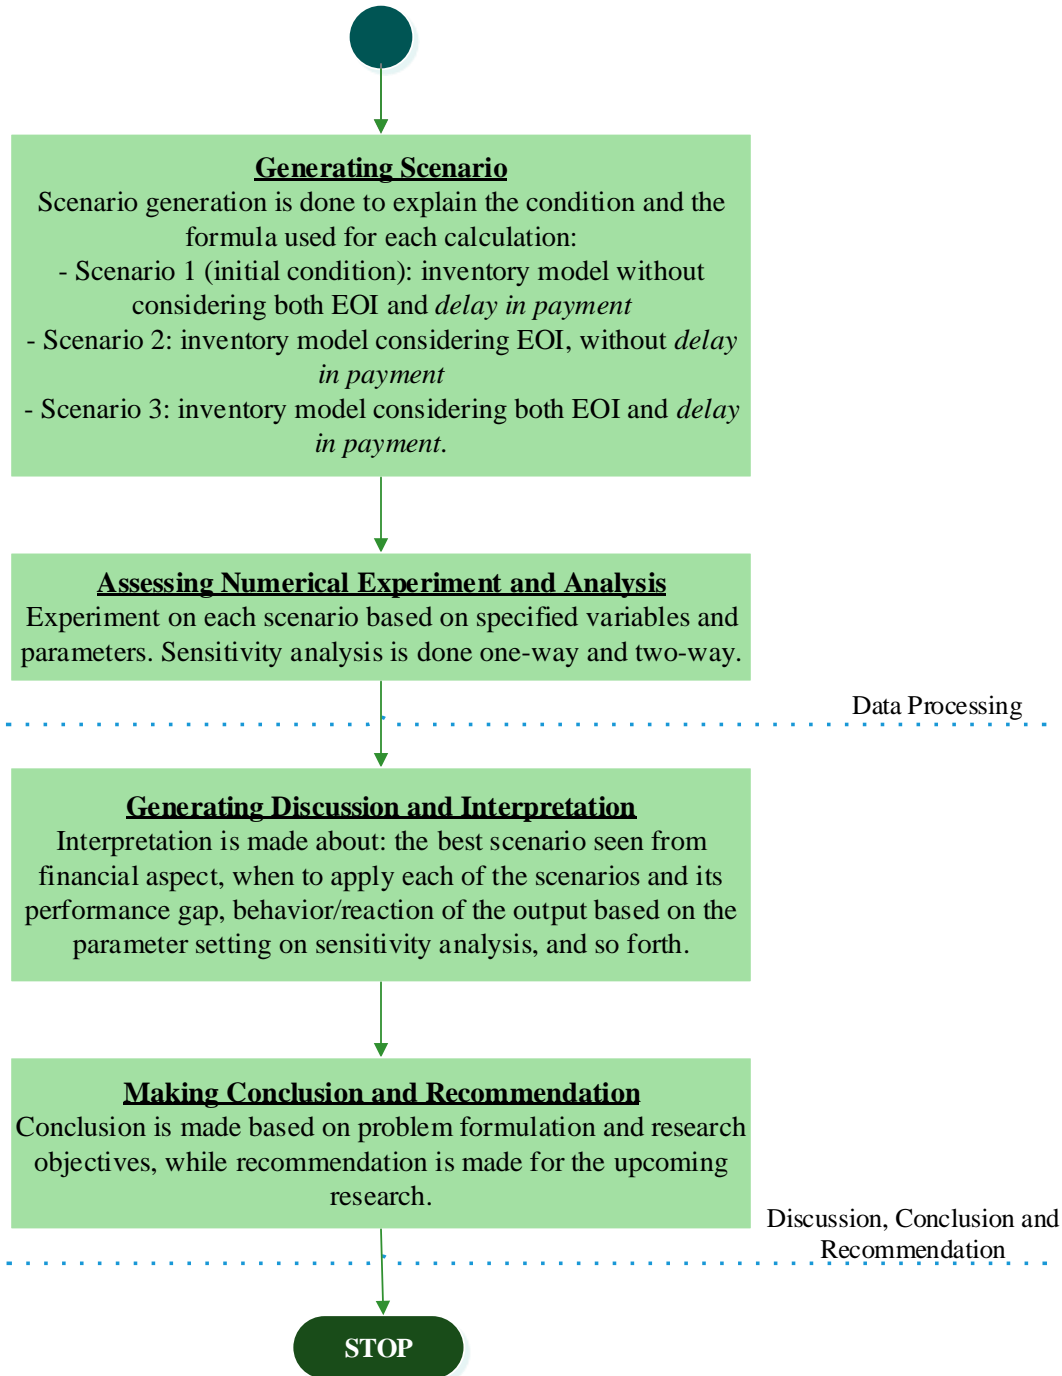 Generating Scenario
Scenario generation is done to explain the condition and the
formula used for each calculation:
- Scenario 1 (initial condition): inventory model without
considering both EOI and delay in payment
- Scenario 2: inventory model considering EOI, without delay
in payment
- Scenario 3: inventory model considering both EOI and delay
in payment.
Assessing Numerical Experiment and Analysis
Experiment on each scenario based on specified variables and
parameters. Sensitivity analysis is done one-way and two-way.
Data Processing
Generating Discussion and Interpretation
Interpretation is made about: the best scenario seen from
financial aspect, when to apply each of the scenarios and its
performance gap, behavior/reaction of the output based on the
parameter setting on sensitivity analysis, and so forth.
Making Conclusion and Recommendation
Conclusion is made based on problem formulation and research
objectives, while recommendation is made for the upcoming
research.
Discussion, Conclusion and
Recommendation
STOP